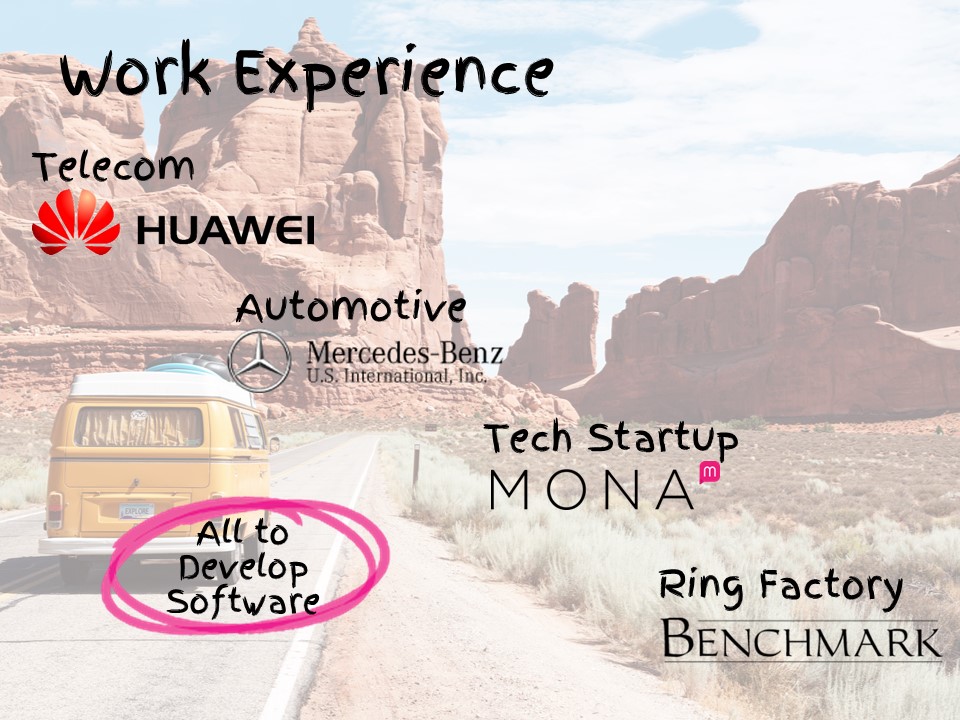 Work Experience
Telecom
HUAWEI
Automotive
Mercedes-Benz
U.S. International, Inc.
Tech Startup
MONA
m
EXPLORE
All to
Develop
Software
Ring Factory
BENCHMARK